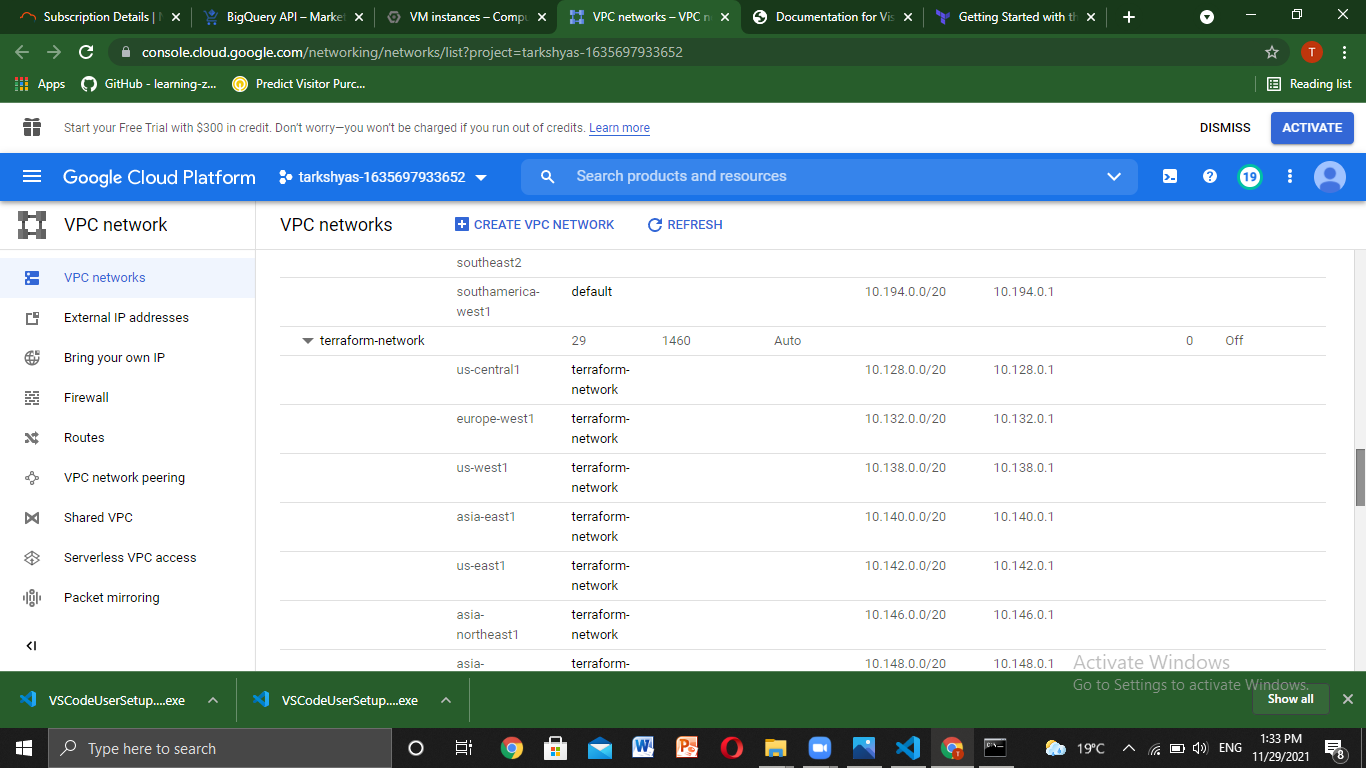 Subscription Details | N
BigQuery API – Market
VM instances – Compu
VPC networks – VPC n
Documentation for Vis
Getting Started with th
console.cloud.google.com/networking/networks/list?project=tarkshyas-1635697933652
T
Apps
GitHub - learning-z...
Predict Visitor Purc...
Reading list
Start your Free Trial with $300 in credit. Don't worry—you won't be charged if you run out of credits. Learn more
DISMISS
ACTIVATE
Google Cloud Platform
tarkshyas-1635697933652
Search products and resources
19
VPC network
VPC networks
CREATE VPC NETWORK
REFRESH
VPC networks
External IP addresses
Bring your own IP
Firewall
Routes
VPC network peering
Shared VPC
Serverless VPC access
Packet mirroring
southeast2
southamerica-
west1
default
10.194.0.0/20
10.194.0.1
terraform-network
29
1460
Auto
0
Off
us-central1
terraform-
network
10.128.0.0/20
10.128.0.1
europe-west1
terraform-
network
10.132.0.0/20
10.132.0.1
us-west1
terraform-
network
10.138.0.0/20
10.138.0.1
asia-east1
terraform-
network
10.140.0.0/20
10.140.0.1
us-east1
terraform-
network
10.142.0.0/20
10.142.0.1
asia-
northeast1
terraform-
network
10.146.0.0/20
10.146.0.1
asia-
terraform-
10.148.0.0/20
10.148.0.1
Activate Windows
Go to Settings to activate Windows.
VSCodeUserSetup....exe
VSCodeUserSetup....exe
Show all
Type here to search
19°C
ENG
1:33 PM
11/29/2021
8